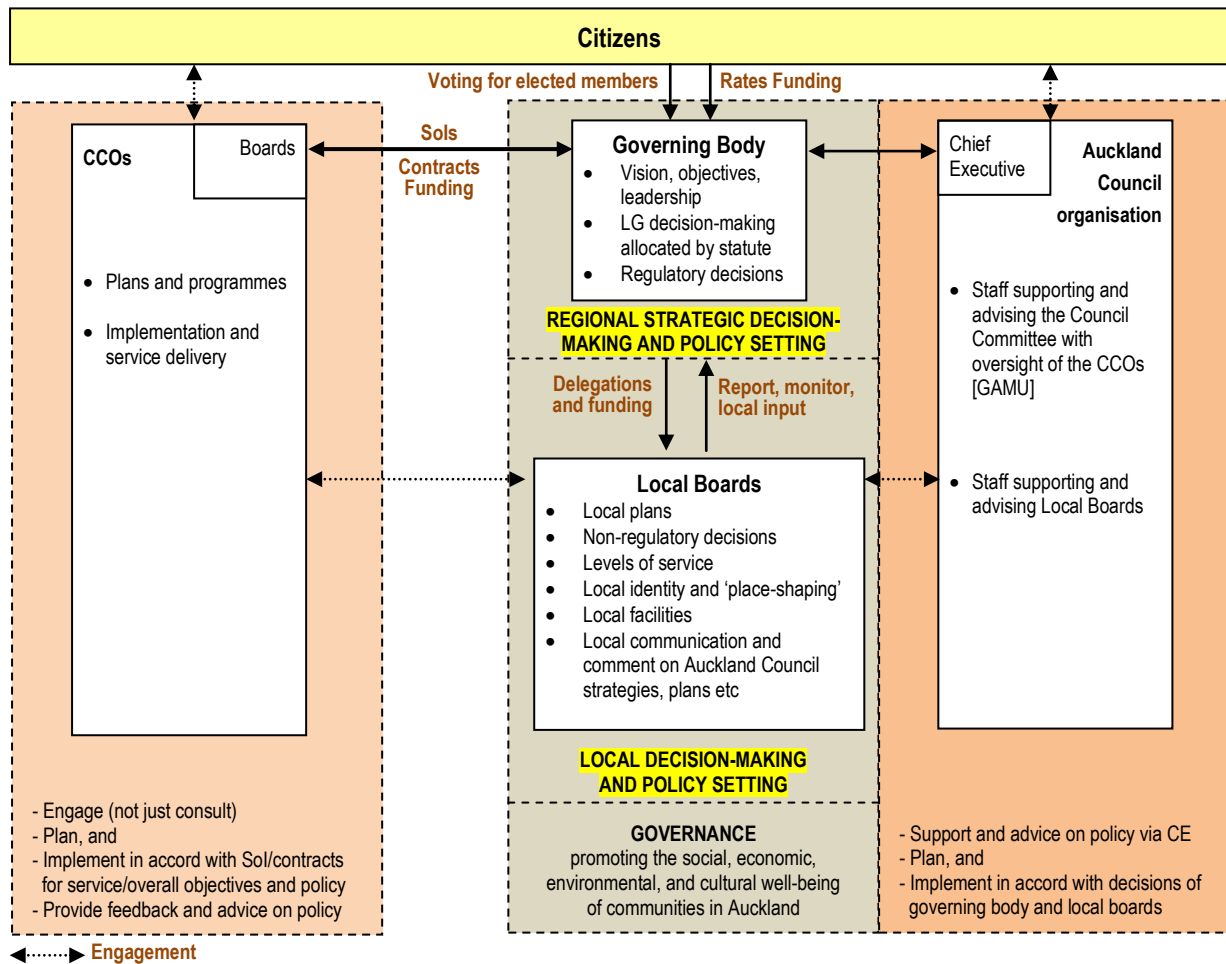 Citizens
Voting for elected members
Rates Funding
CCOs
Boards
• Plans and programmes
• Implementation and
service delivery
- Engage (not just consult)
- Plan, and
- Implement in accord with SoI/contracts
for service/overall objectives and policy
- Provide feedback and advice on policy
SoIs
Contracts
Funding
Governing Body
• Vision, objectives,
leadership
• LG decision-making
allocated by statute
• Regulatory decisions
REGIONAL STRATEGIC DECISION-
MAKING AND POLICY SETTING
Delegations
and funding
Report, monitor,
local input
Local Boards
• Local plans
• Non-regulatory decisions
• Levels of service
• Local identity and ‘place-shaping’
• Local facilities
• Local communication and
comment on Auckland Council
strategies, plans etc
LOCAL DECISION-MAKING
AND POLICY SETTING
GOVERNANCE
promoting the social, economic,
environmental, and cultural well-being
of communities in Auckland
Chief
Executive
Auckland
Council
organisation
• Staff supporting and
advising the Council
Committee with
oversight of the CCOs
[GAMU]
• Staff supporting and
advising Local Boards
- Support and advice on policy via CE
- Plan, and
- Implement in accord with decisions of
governing body and local boards
Engagement